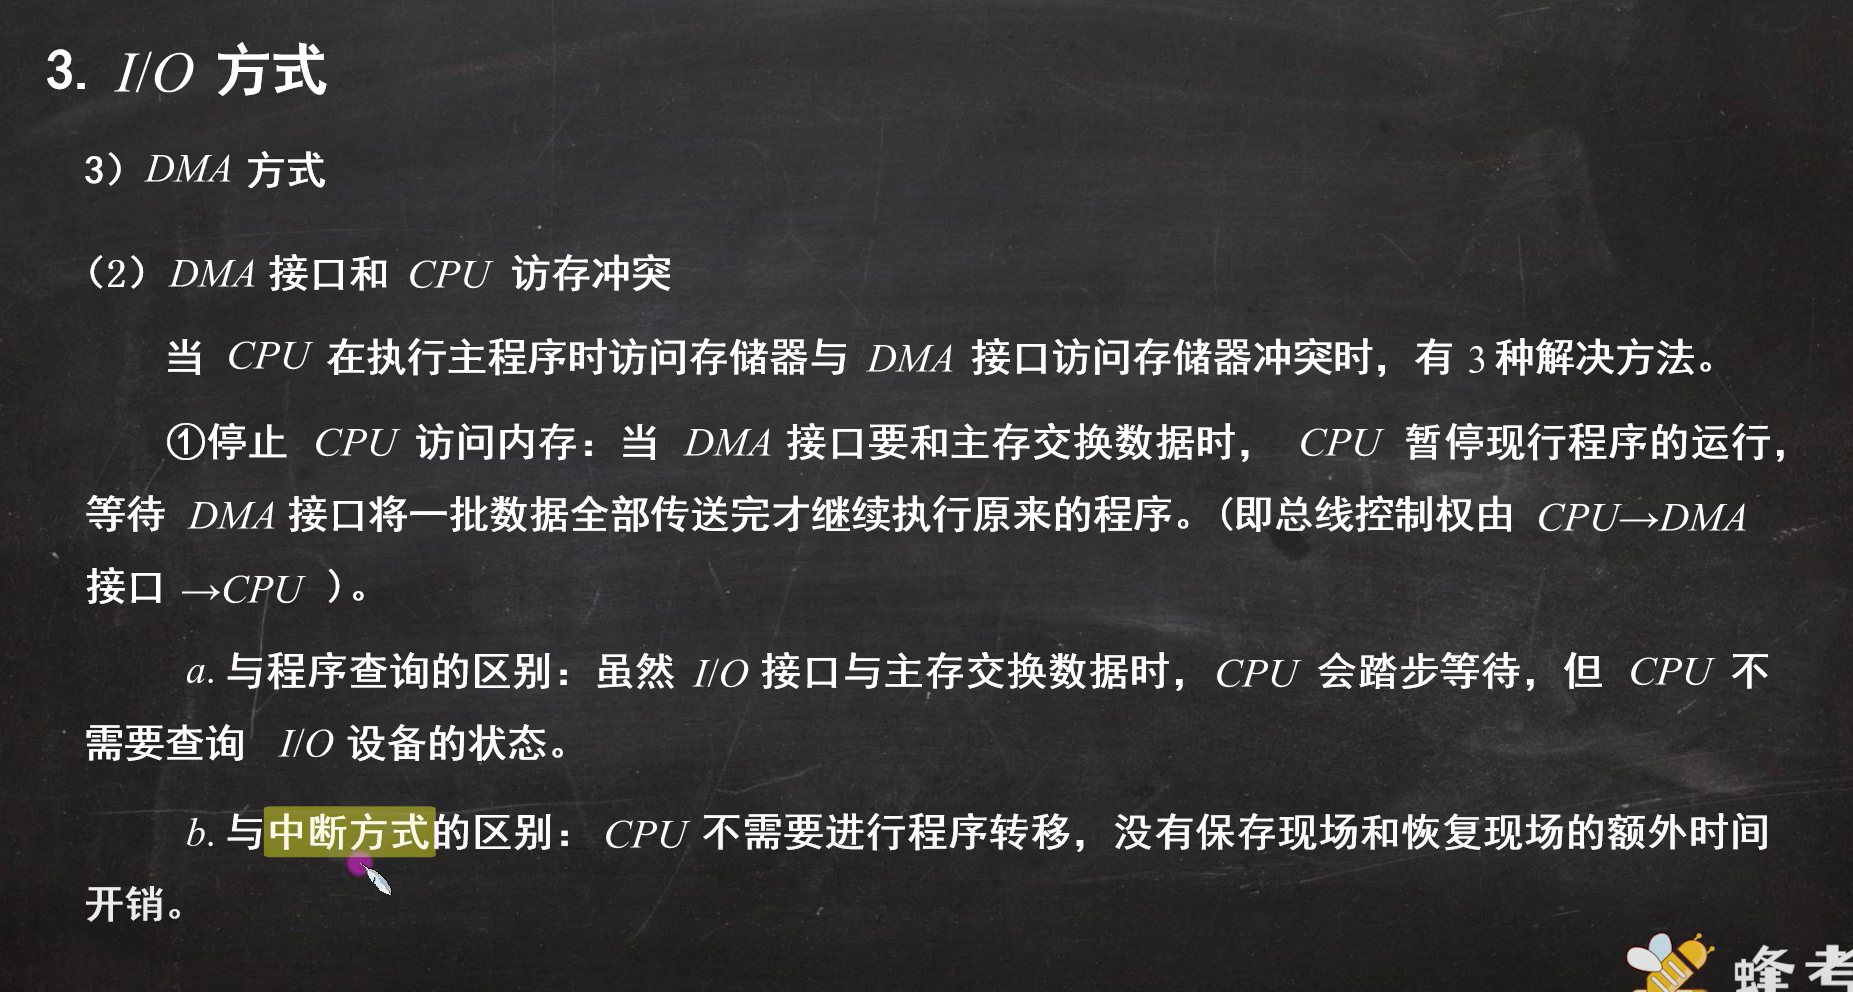 3. I/O 方式
3）DMA 方式
（2）DMA 接口和 CPU 访存冲突
当 CPU 在执行主程序时访问存储器与 DMA 接口访问存储器冲突时，有 3 种解决方法。
①停止 CPU 访问内存：当 DMA 接口要和主存交换数据时， CPU 暂停现行程序的运行，
等待 DMA 接口将一批数据全部传送完才继续执行原来的程序。（即总线控制权由 CPU→DMA
接口 →CPU ）。
a. 与程序查询的区别：虽然 I/O 接口与主存交换数据时，CPU 会踏步等待，但 CPU 不
需要查询 I/O 设备的状态。
b. 与中断方式的区别： CPU 不需要进行程序转移，没有保存现场和恢复现场的额外时间
开销。
蜂考